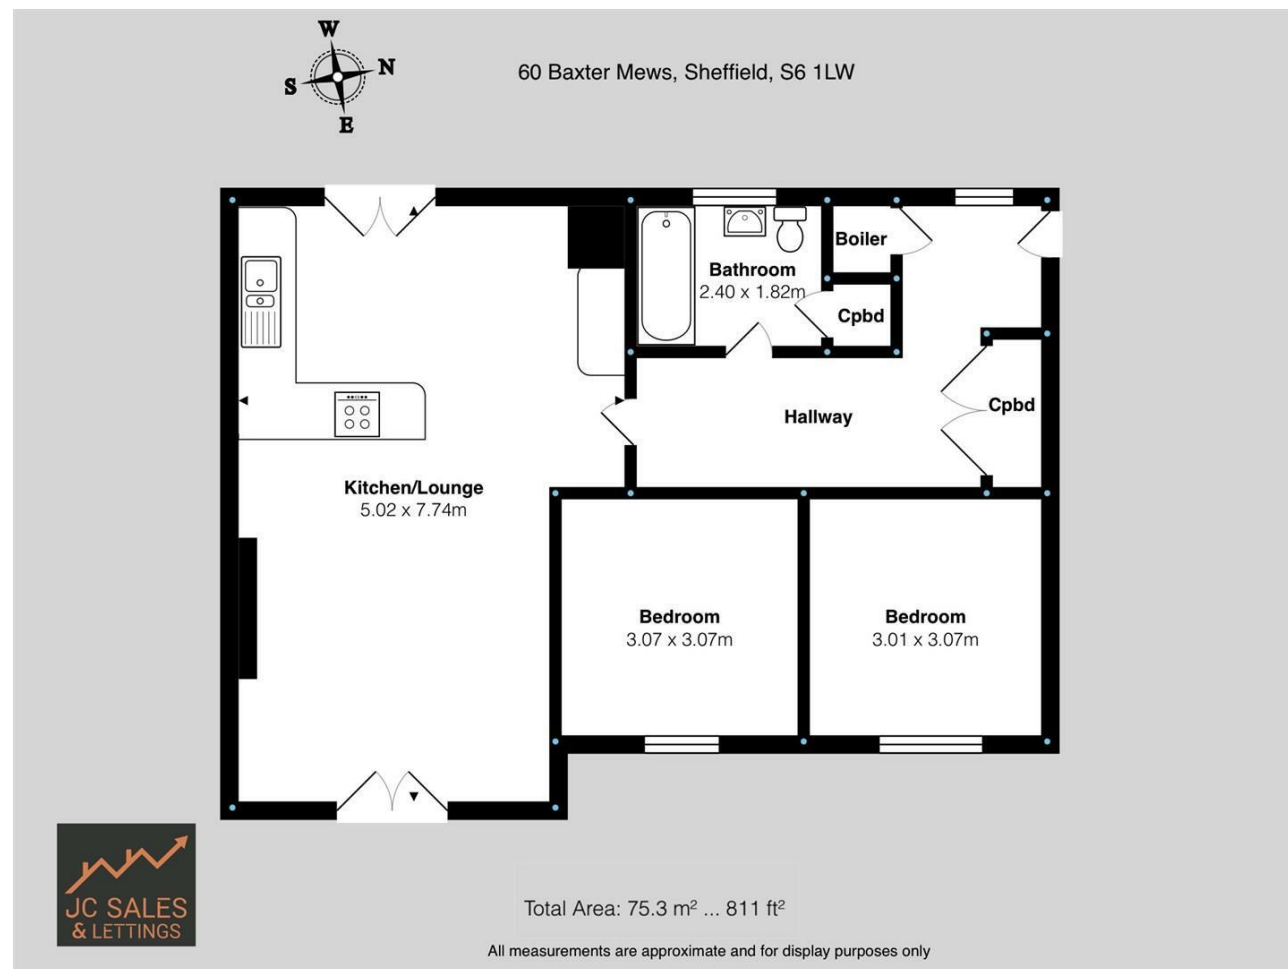 W
N
S
E
60 Baxter Mews, Sheffield, S6 1LW
Boiler
Bathroom
2.40 x 1.82m
Cpbd
Cpbd
Hallway
Kitchen/Lounge
5.02 x 7.74m
Bedroom
3.07 x 3.07m
Bedroom
3.01 x 3.07m
JC SALES
& LETTINGS
Total Area: 75.3 m² ... 811 ft²
All measurements are approximate and for display purposes only